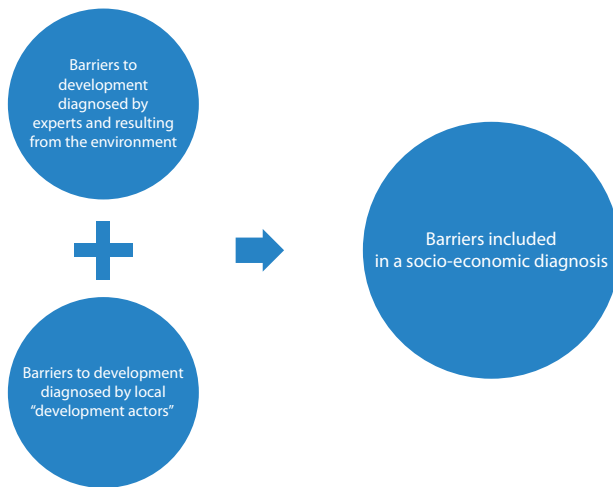 Barriers to
development
diagnosed by
experts and resulting
from the environment
Barriers to development
diagnosed by local
“development actors”
Barriers included
in a socio-economic diagnosis